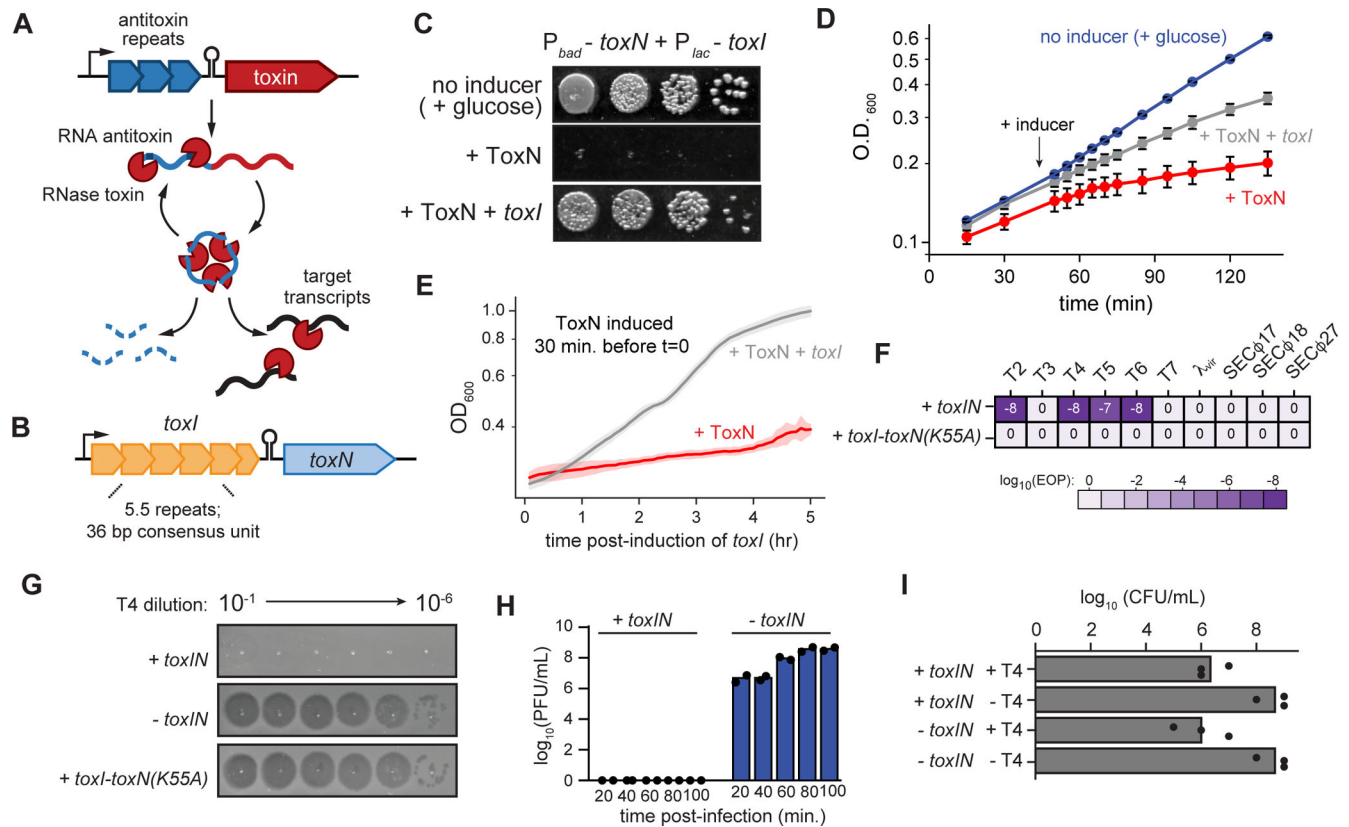 A
antitoxin
repeats
toxin
RNA antitoxin
RNase toxin
target
transcripts
B
toxI
toxN
5.5 repeats;
36 bp consensus unit
C
Pbad - toxN + Plac - toxI
no inducer
( + glucose)
+ ToxN
+ ToxN + toxI
D
no inducer (+ glucose)
+ inducer
+ ToxN + toxI
+ ToxN
O.D.600
0.6
0.5
0.4
0.3
0.2
0.1
0 30 60 90 120
time (min)
E
ToxN induced
30 min. before t=0
+ ToxN + toxI
+ ToxN
OD600
1.0
0.8
0.6
0.4
0 1 2 3 4 5
time post-induction of toxI (hr)
F
T2 T3 T4 T5 T6 T7 λvir SECϕ17 SECϕ18 SECϕ27
+ toxIN -8 0 -8 -7 -8 0 0 0 0 0
+ toxI-toxN(K55A) 0 0 0 0 0 0 0 0 0 0
log10(EOP): 0 -2 -4 -6 -8
G
T4 dilution: 10-1 10-6
+ toxIN
- toxIN
+ toxI-toxN(K55A)
H
+ toxIN - toxIN
log10(PFU/mL)
10
8
6
4
2
0
20 40 60 80 100 20 40 60 80 100
time post-infection (min.)
I
log10 (CFU/mL)
0 2 4 6 8
+ toxIN + T4
+ toxIN - T4
- toxIN + T4
- toxIN - T4